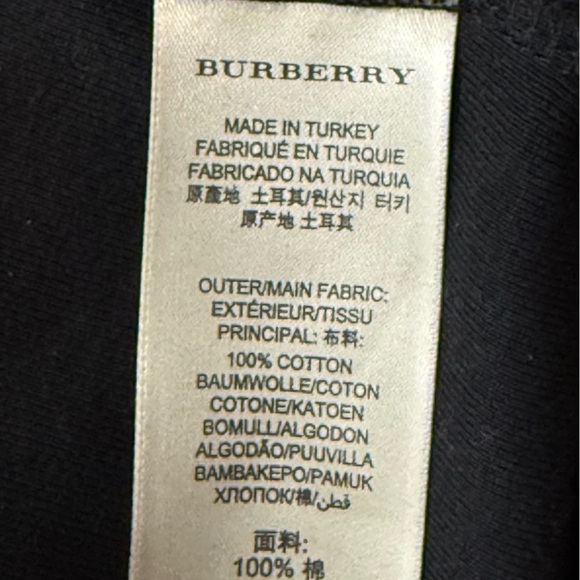 BURBERRY
MADE IN TURKEY
FABRIQUÉ EN TURQUIE
FABRICADO NA TURQUIA
原產地 土耳其/원산지 터키
原产地 土耳其
OUTER/MAIN FABRIC:
EXTÉRIEUR/TISSU
PRINCIPAL: 布料:
100% COTTON
BAUMWOLLE/COTON
COTONE/KATOEN
BOMULL/ALGODON
ALGODÃO/PUUVILLA
BAMBAKEPO/PAMUK
ХЛОПОК/棉/قطن
面料:
100% 棉